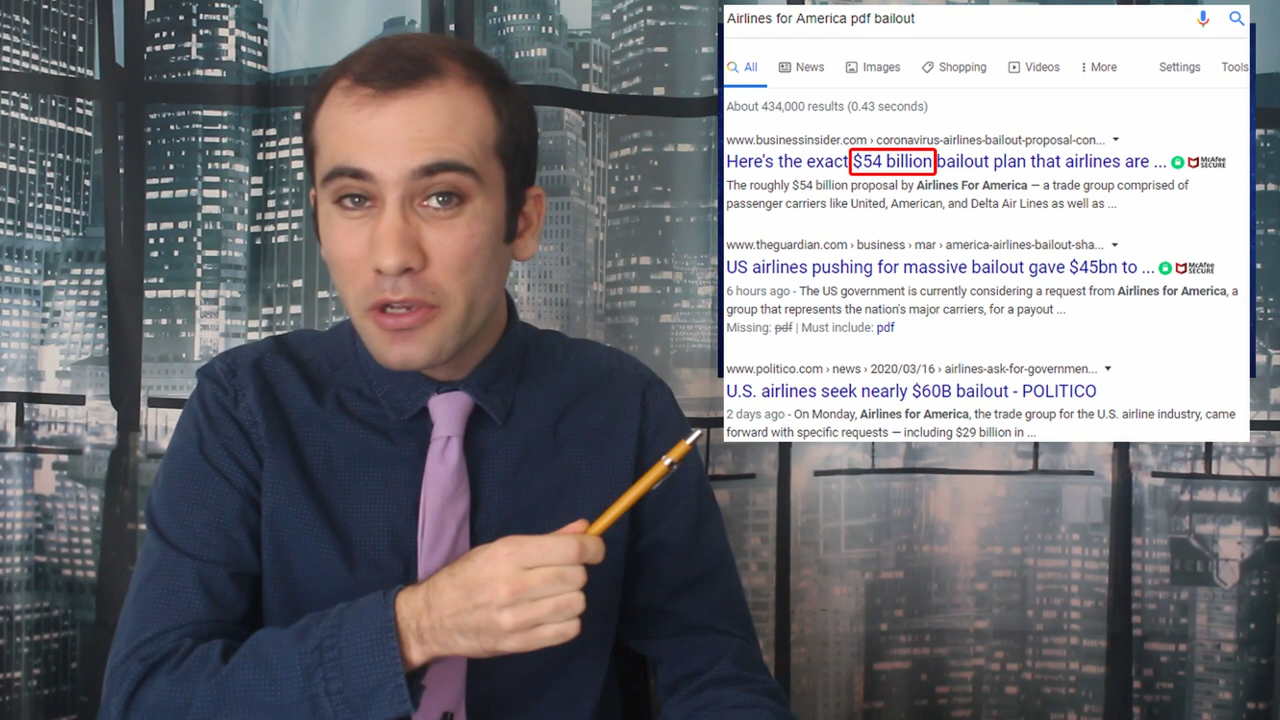 Airlines for America pdf bailout
All News Images Shopping Videos More Settings Tools
About 434,000 results (0.43 seconds)
www.businessinsider.com › coronavirus-airlines-bailout-proposal-con...
Here's the exact $54 billion bailout plan that airlines are ... McAfee SECURE
The roughly $54 billion proposal by Airlines For America — a trade group comprised of
passenger carriers like United, American, and Delta Air Lines as well as ...
www.theguardian.com › business › mar › america-airlines-bailout-sha...
US airlines pushing for massive bailout gave $45bn to ... McAfee SECURE
6 hours ago - The US government is currently considering a request from Airlines for America, a
group that represents the nation's major carriers, for a payout ...
Missing: pdf | Must include: pdf
www.politico.com › news › 2020/03/16 › airlines-ask-for-governmen...
U.S. airlines seek nearly $60B bailout - POLITICO
2 days ago - On Monday, Airlines for America, the trade group for the U.S. airline industry, came
forward with specific requests — including $29 billion in ...